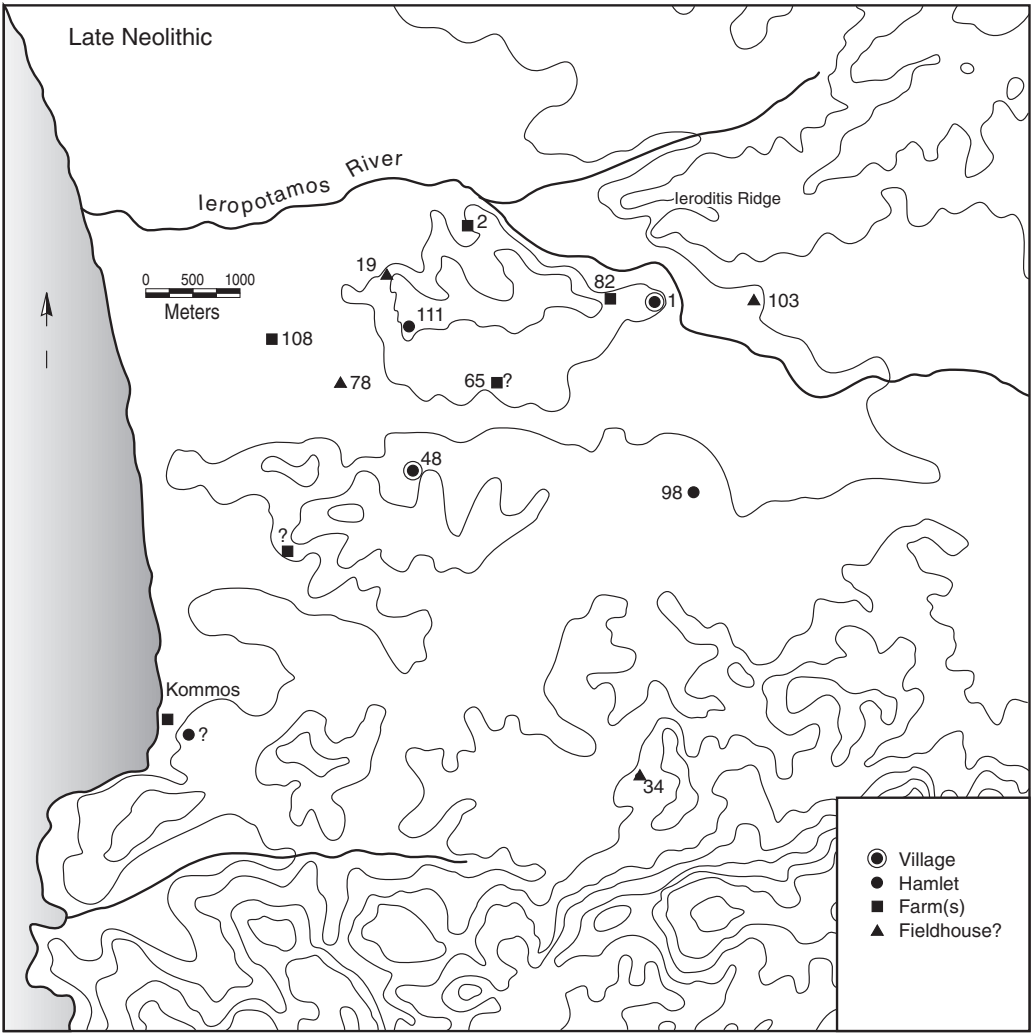 Late Neolithic
Ieropotamos River
Ieroditis Ridge
2
19
82
1
103
0 500 1000
Meters
111
108
78
65 ?
48
98
?
Kommos
?
34
Village
Hamlet
Farm(s)
Fieldhouse?